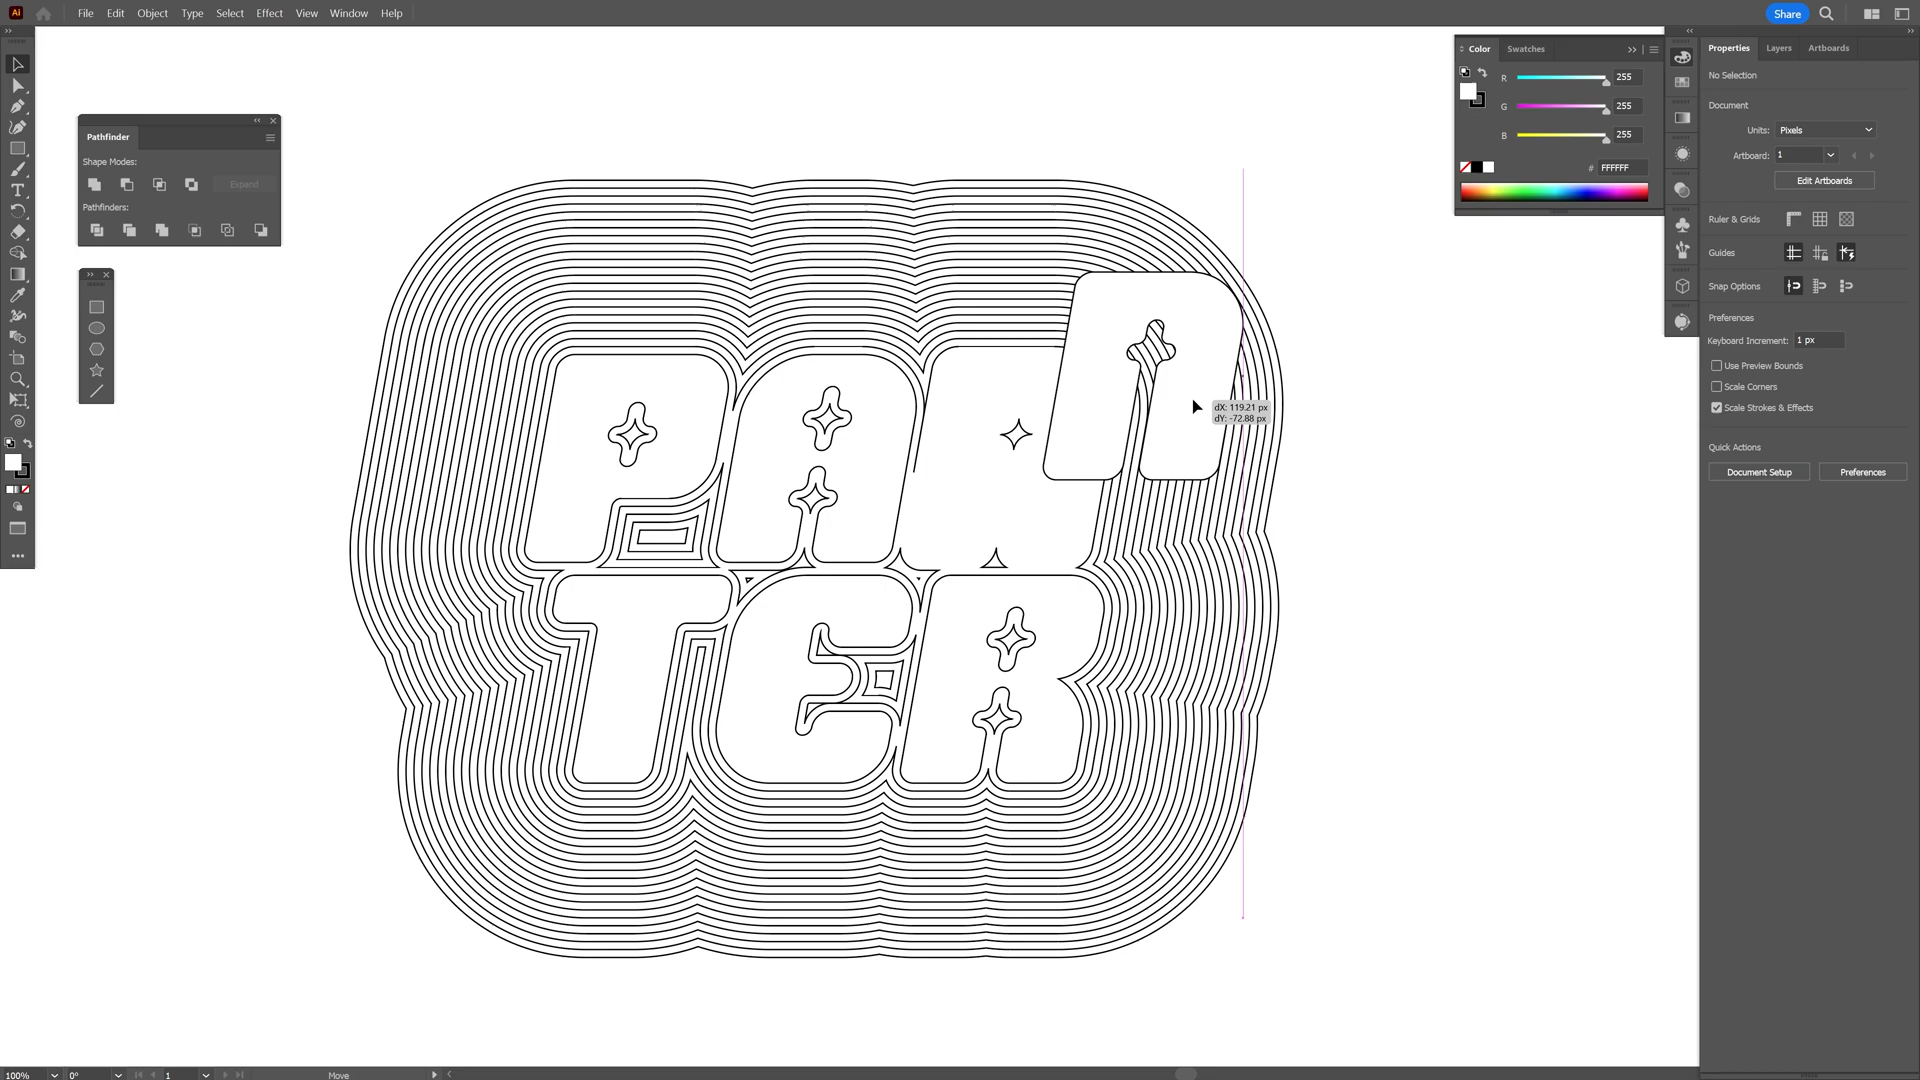 Ai File Edit Object Type Select Effect View Window Help Share
Color Swatches
R 255
G 255
B 255
# FFFFFF
Properties Layers Artboards
No Selection
Document
Units: Pixels
Artboard: 1
Edit Artboards
Ruler & Grids
Guides
Snap Options
Preferences
Keyboard Increment: 1 px
Use Preview Bounds
Scale Corners
Scale Strokes & Effects
Quick Actions
Document Setup Preferences
Pathfinder
Shape Modes:
Expand
Pathfinders:
dX: 119.21 px
dY: -72.88 px
PAN
TER
100% 0° 1 Move